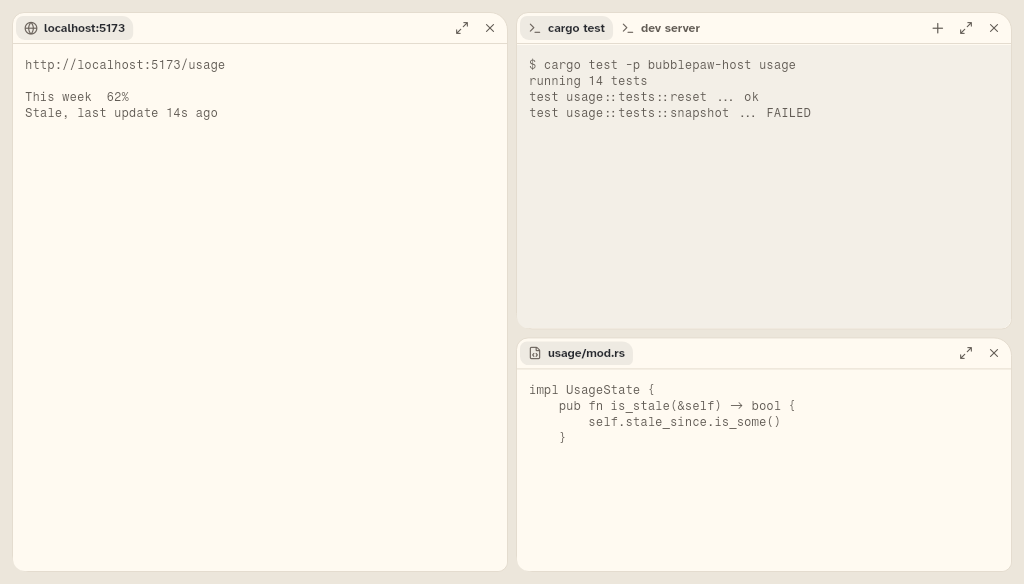 localhost:5173
http://localhost:5173/usage
This week  62%
Stale, last update 14s ago
cargo test
dev server
$ cargo test -p bubblepaw-host usage
running 14 tests
test usage::tests::reset ... ok
test usage::tests::snapshot ... FAILED
usage/mod.rs
impl UsageState {
    pub fn is_stale(&self) -> bool {
        self.stale_since.is_some()
    }